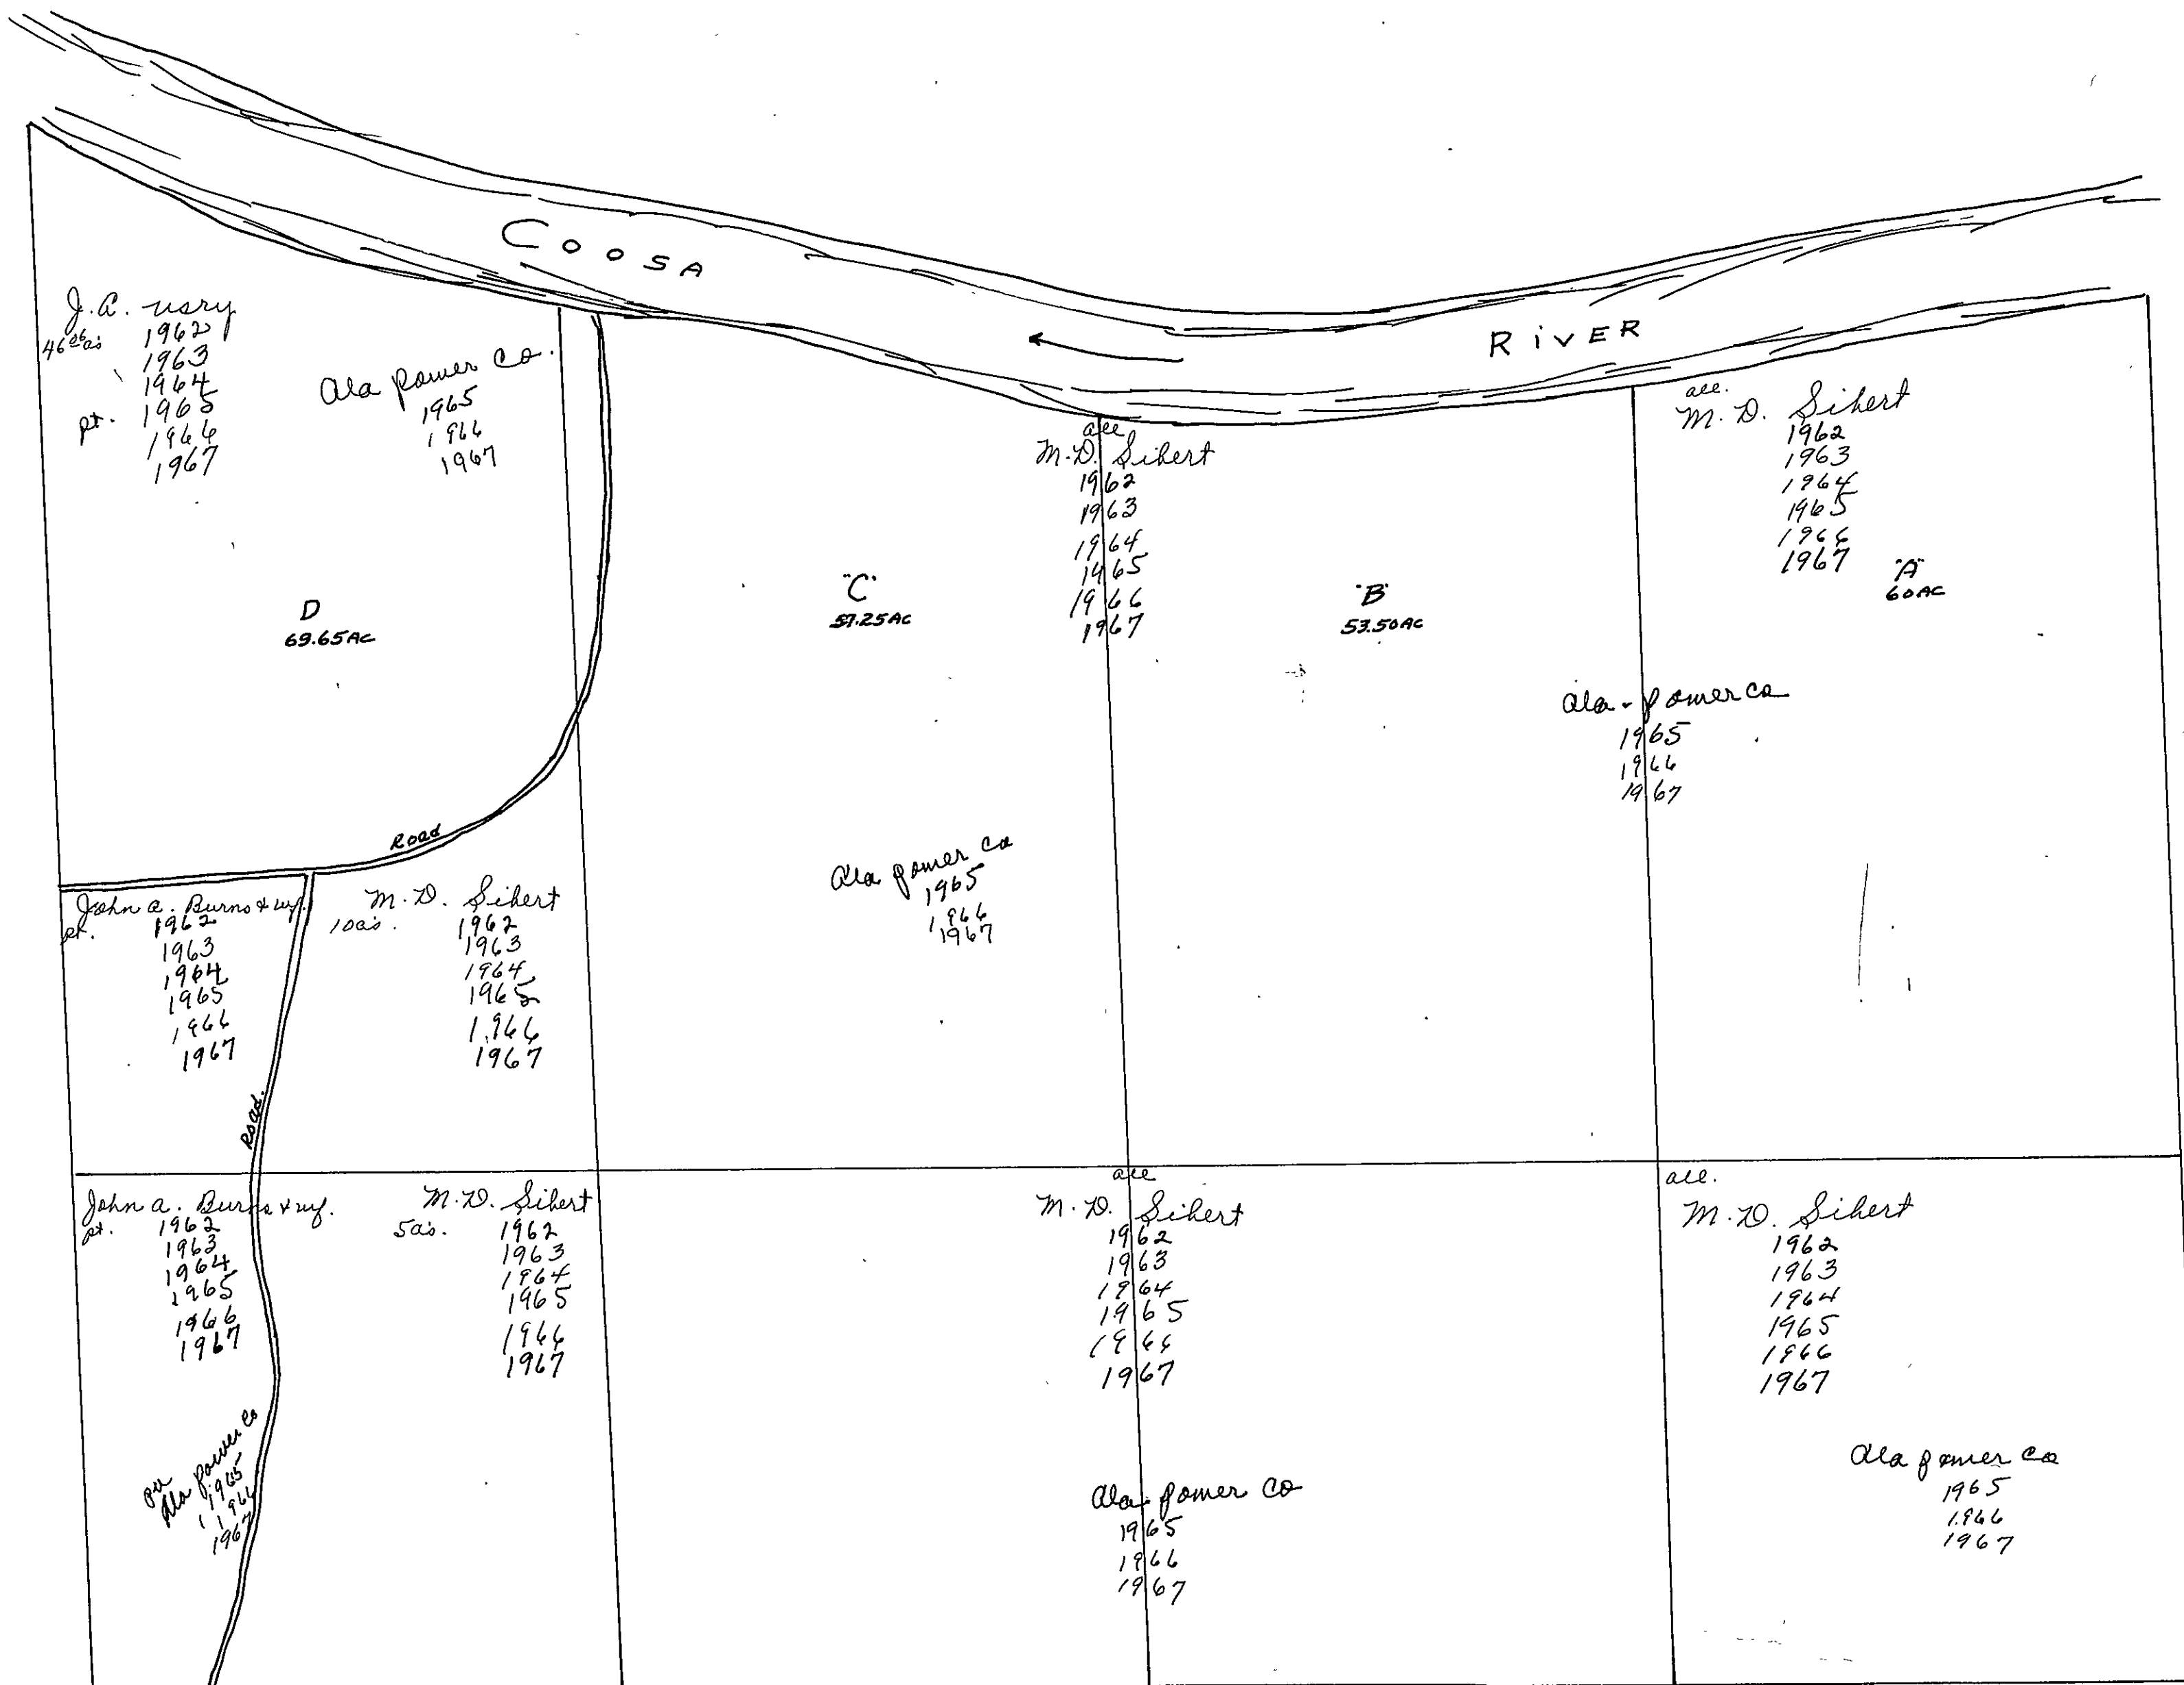 COOSA
RiVER
J. A. Usry
46 06 a's
1962
1963
1964
pt. 1965
1966
1967
Ala Power Co.
1965
1966
1967
D
69.65 AC
"C"
57.25 AC
all
M. D. Sibert
1962
1963
1964
1965
1966
1967
"B"
53.50 AC
all.
M. D. Sibert
1962
1963
1964
1965
1966
1967
"A"
60 AC
Ala. Power Co
1965
1966
1967
Ala Power Co
1965
1966
1967
Road
John A. Burns & wf.
pt. 1962
1963
1964
1965
1966
1967
M. D. Sibert
10 a's. 1962
1963
1964
1965
1966
1967
Road.
John A. Burns & wf.
pt. 1962
1963
1964
1965
1966
1967
M. D. Sibert
5 a's. 1962
1963
1964
1965
1966
1967
all
M. D. Sibert
1962
1963
1964
1965
1966
1967
all.
M. D. Sibert
1962
1963
1964
1965
1966
1967
Ala Power Co
1965
1966
1967
Ala. Power Co
1965
1966
1967
Ala Power Co
1965
1966
1967